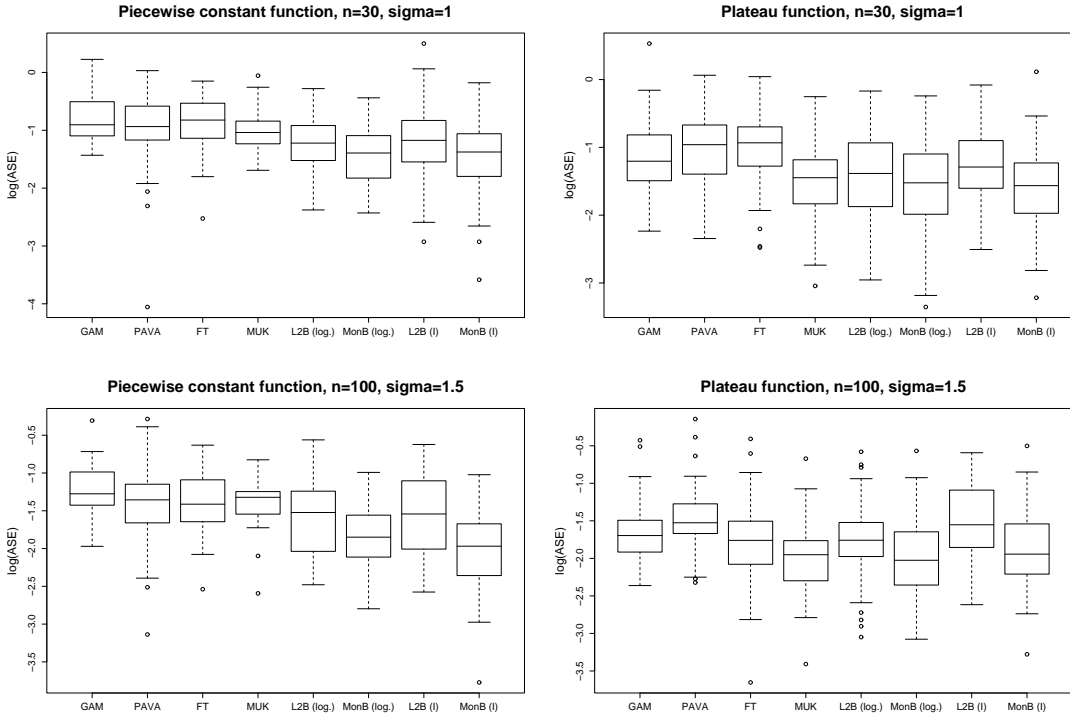 Piecewise constant function, n=30, sigma=1
log(ASE)
0
−1
−2
−3
−4
GAM PAVA FT MUK L2B (log.) MonB (log.) L2B (I) MonB (I)
Plateau function, n=30, sigma=1
log(ASE)
0
−1
−2
−3
GAM PAVA FT MUK L2B (log.) MonB (log.) L2B (I) MonB (I)
Piecewise constant function, n=100, sigma=1.5
log(ASE)
−0.5
−1.0
−1.5
−2.0
−2.5
−3.0
−3.5
GAM PAVA FT MUK L2B (log.) MonB (log.) L2B (I) MonB (I)
Plateau function, n=100, sigma=1.5
log(ASE)
−0.5
−1.0
−1.5
−2.0
−2.5
−3.0
−3.5
GAM PAVA FT MUK L2B (log.) MonB (log.) L2B (I) MonB (I)